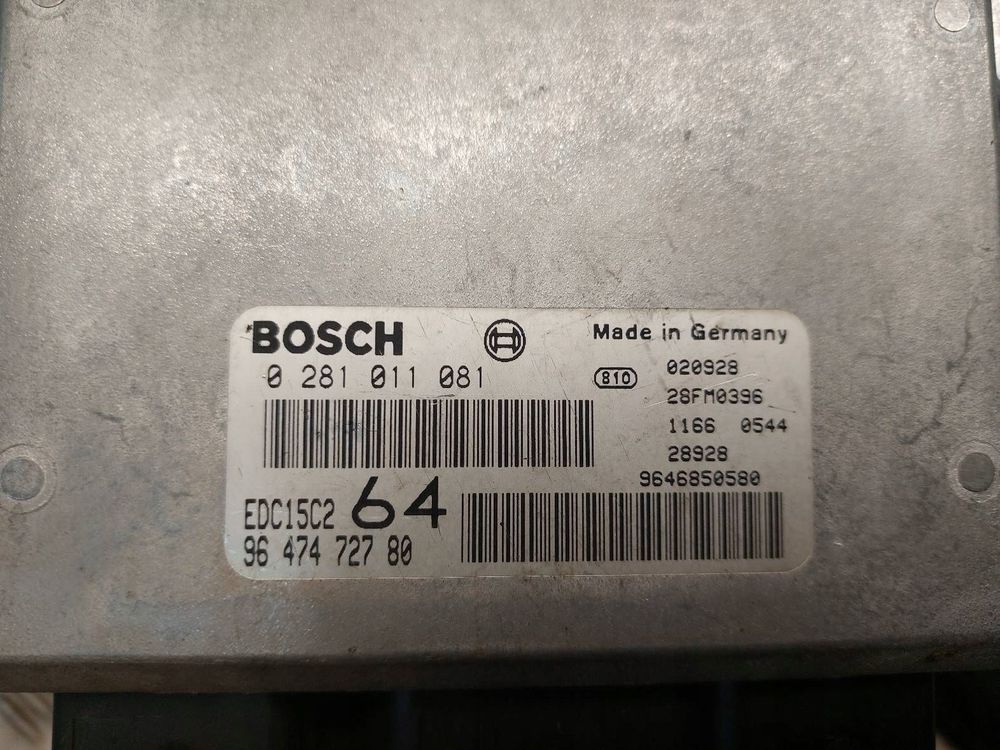 BOSCH
Made in Germany
0 281 011 081
810
020928
28FM0396
1166 0544
28928
9646850580
EDC15C2 64
96 474 727 80